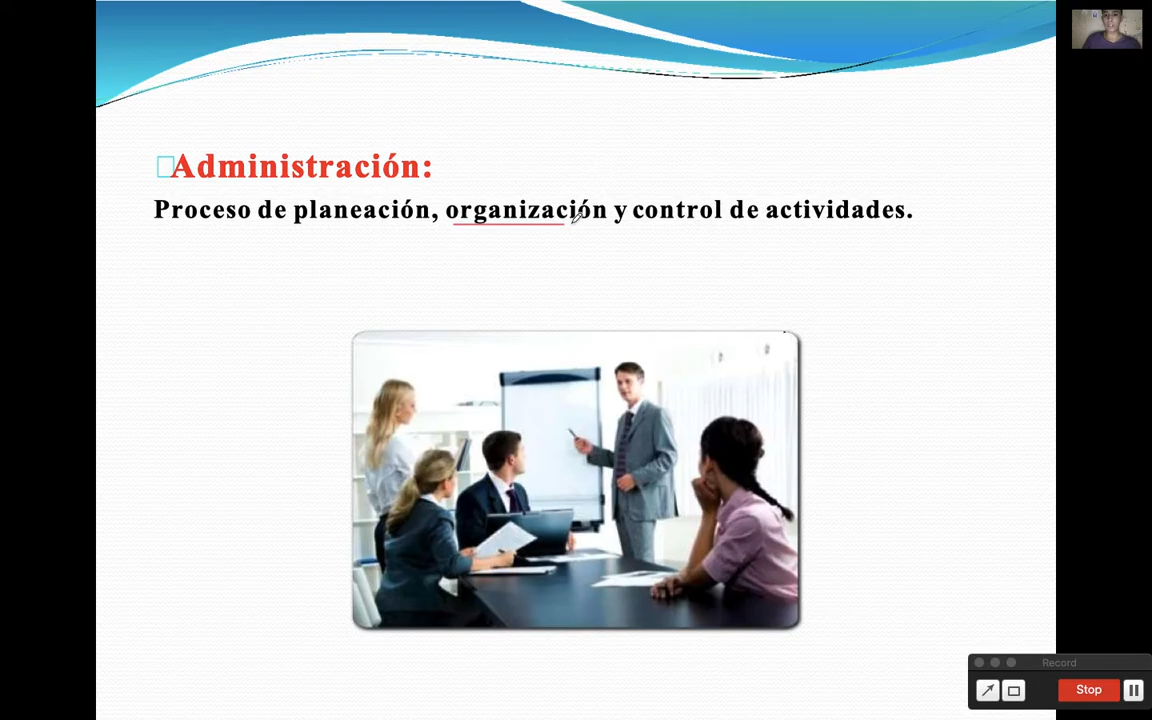 Administración:
Proceso de planeación, organización y control de actividades.
Record
Stop